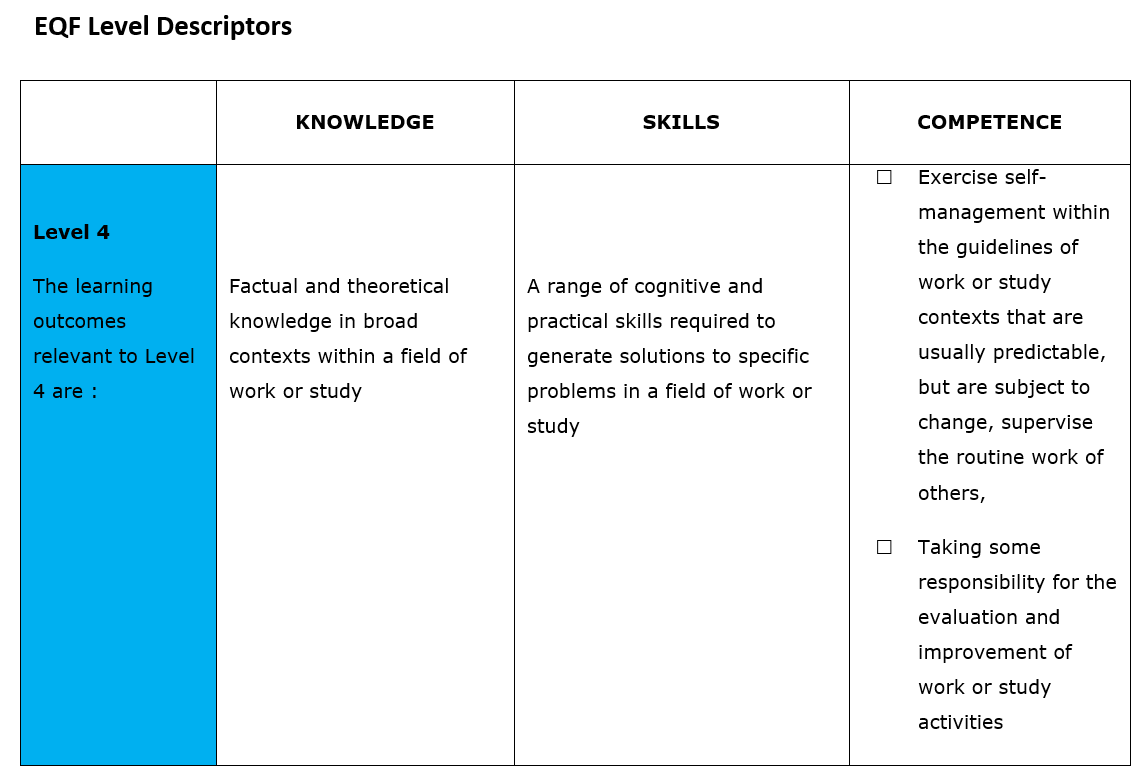 EQF Level Descriptors
KNOWLEDGE
SKILLS
COMPETENCE
Level 4
The learning
outcomes
relevant to Level
4 are :
Factual and theoretical
knowledge in broad
contexts within a field of
work or study
A range of cognitive and
practical skills required to
generate solutions to specific
problems in a field of work or
study
☐ Exercise self-
management within
the guidelines of
work or study
contexts that are
usually predictable,
but are subject to
change, supervise
the routine work of
others,
☐ Taking some
responsibility for the
evaluation and
improvement of
work or study
activities